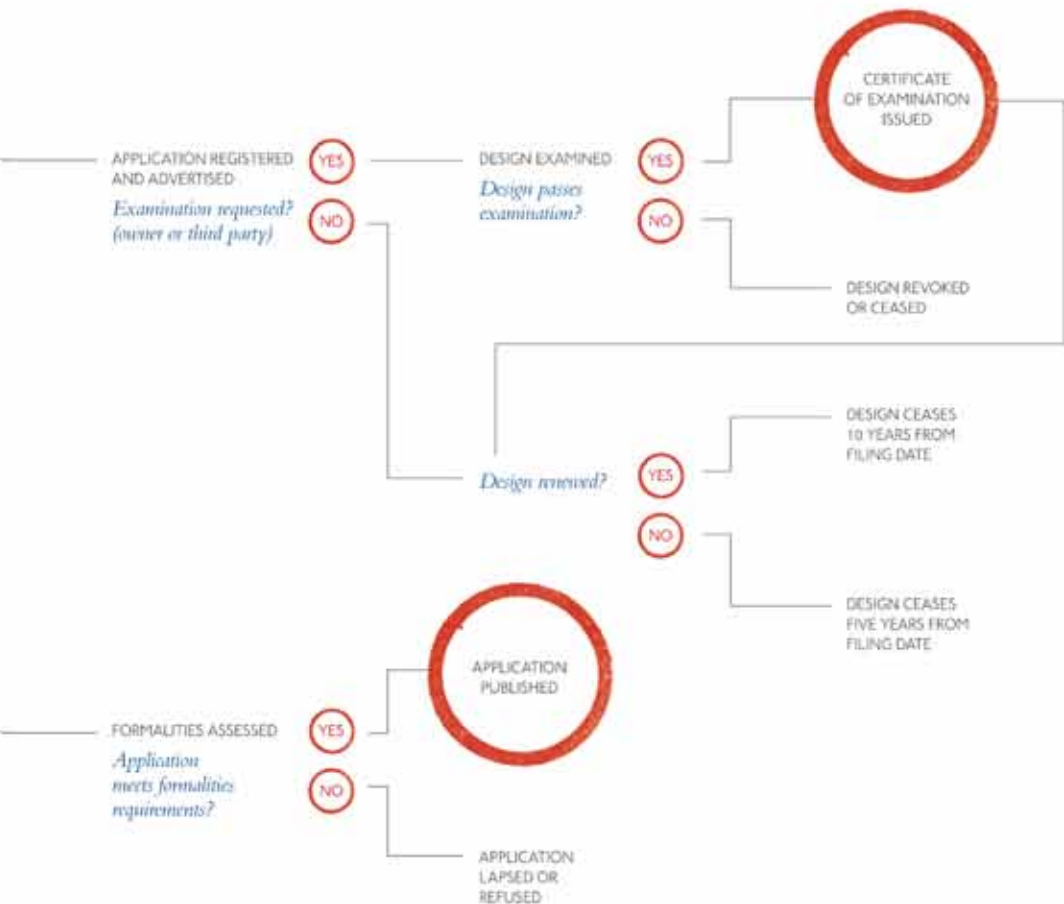 CERTIFICATE
OF EXAMINATION
ISSUED
APPLICATION REGISTERED
AND ADVERTISED
Examination requested?
(owner or third party)
YES
NO
DESIGN EXAMINED
Design passes
examination?
YES
NO
DESIGN REVOKED
OR CEASED
Design renewed?
YES
NO
DESIGN CEASES
10 YEARS FROM
FILING DATE
DESIGN CEASES
FIVE YEARS FROM
FILING DATE
APPLICATION
PUBLISHED
FORMALITIES ASSESSED
Application
meets formalities
requirements?
YES
NO
APPLICATION
LAPSED OR
REFUSED